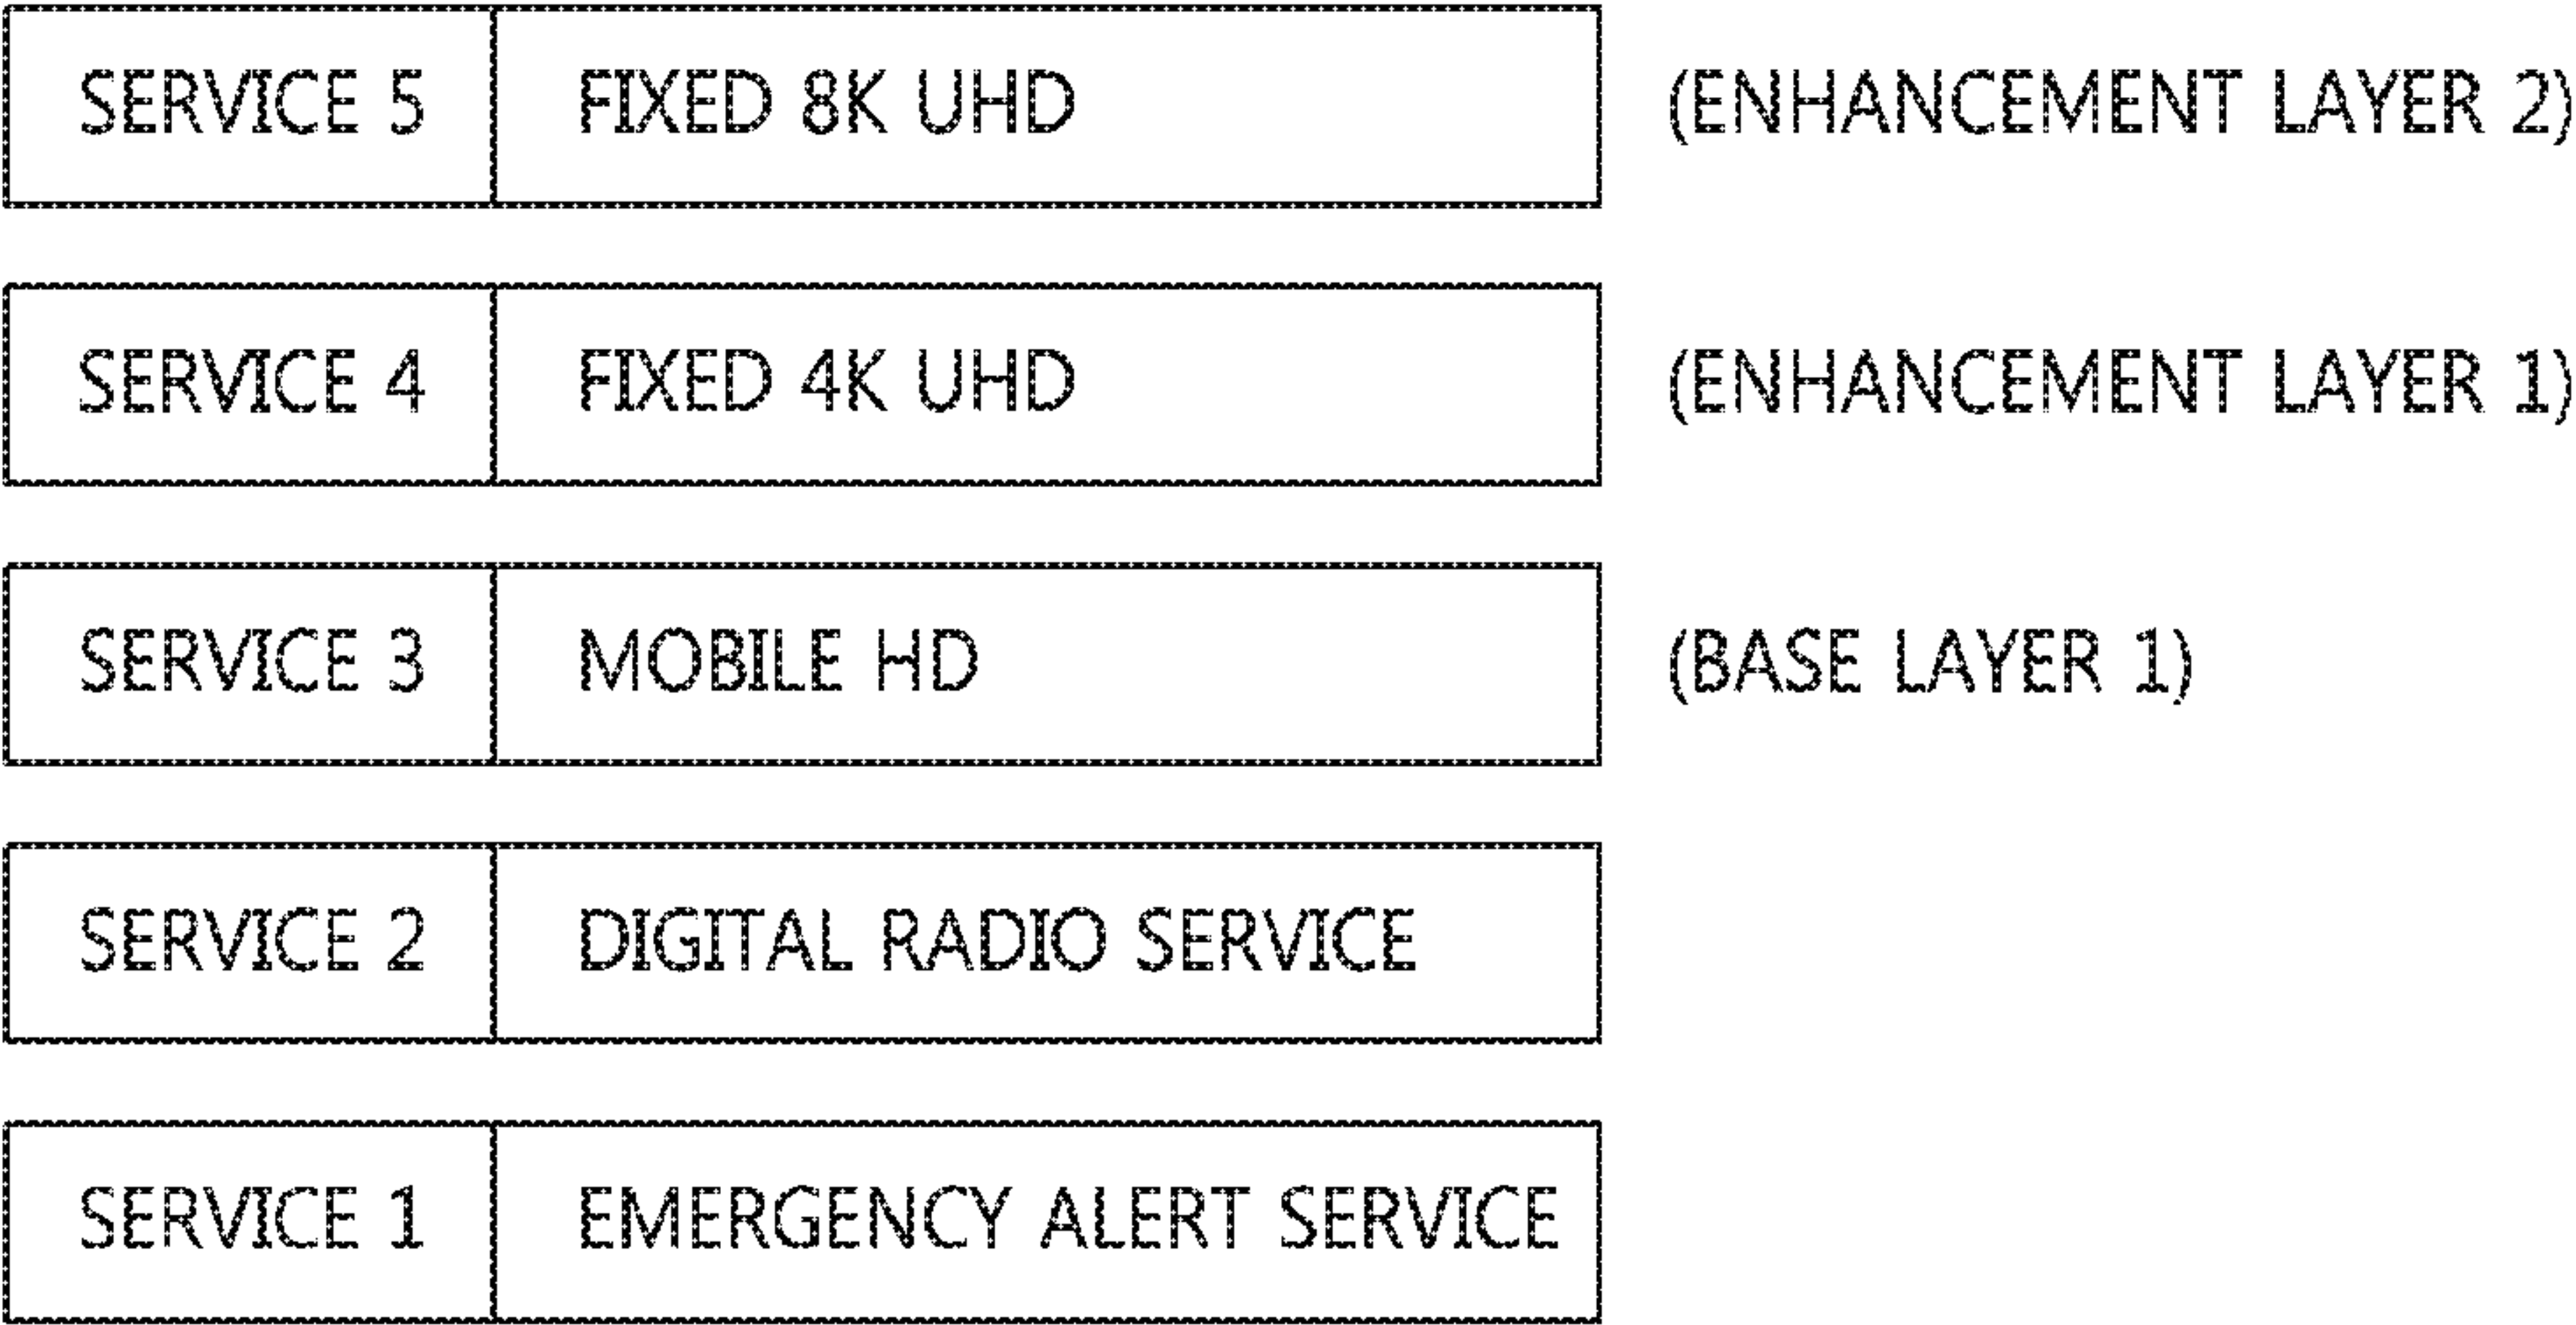 SERVICE 5 FIXED 8K UHD (ENHANCEMENT LAYER 2)
SERVICE 4 FIXED 4K UHD (ENHANCEMENT LAYER 1)
SERVICE 3 MOBILE HD (BASE LAYER 1)
SERVICE 2 DIGITAL RADIO SERVICE
SERVICE 1 EMERGENCY ALERT SERVICE